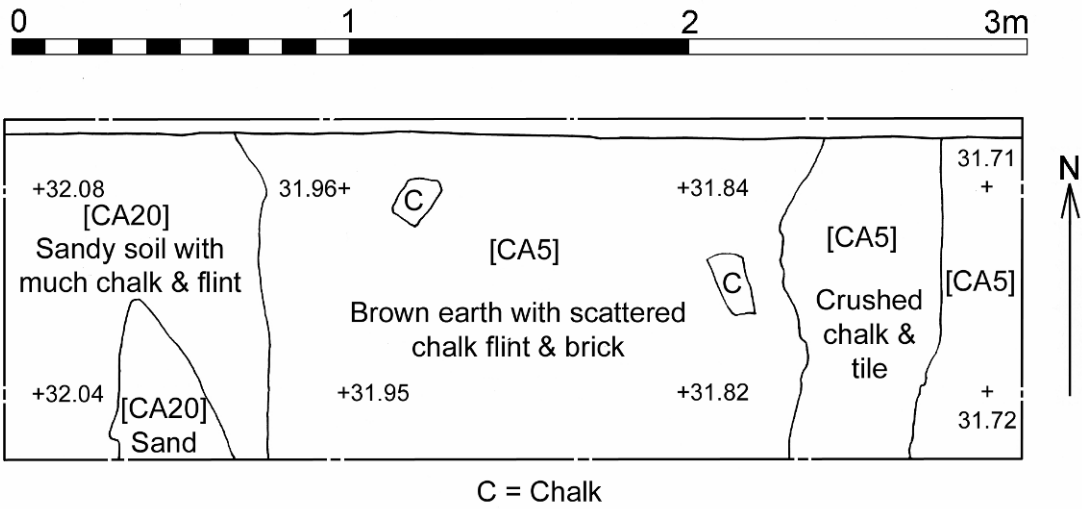 0 1 2 3m
+32.08
31.96+
C
+31.84
31.71
+
N
[CA20]
Sandy soil with
much chalk & flint
[CA5]
C
[CA5]
[CA5]
Brown earth with scattered
chalk flint & brick
Crushed
chalk &
tile
+32.04
[CA20]
Sand
+31.95
+31.82
+
31.72
C = Chalk